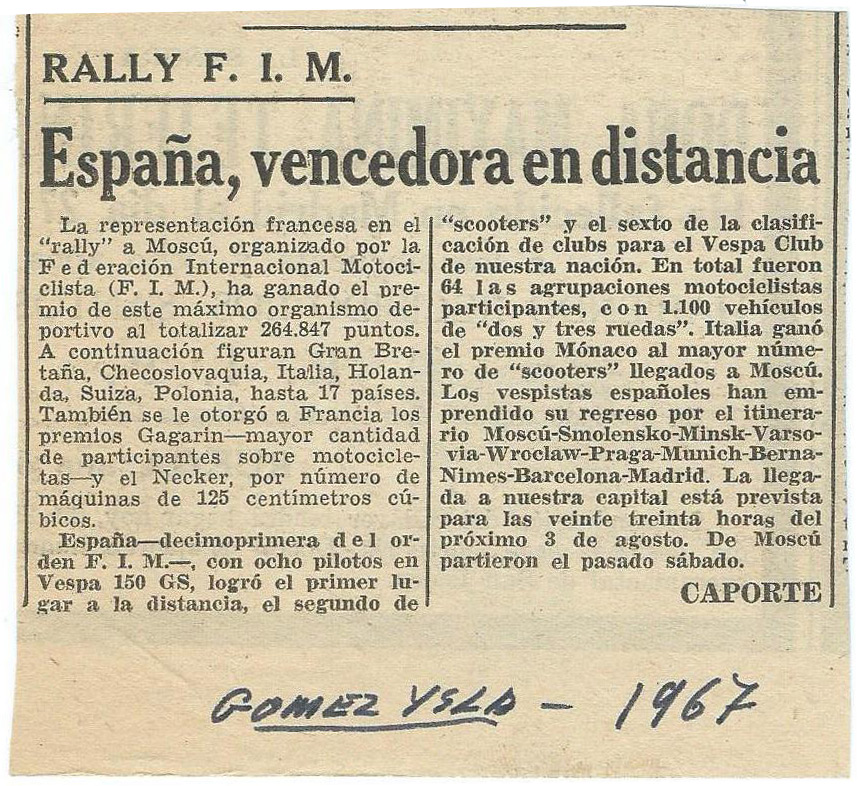 RALLY F. I. M.
España, vencedora en distancia
La representación francesa en el
"rally" a Moscú, organizado por la
Federación Internacional Motoci-
clista (F. I. M.), ha ganado el pre-
mio de este máximo organismo de-
portivo al totalizar 264.847 puntos.
A continuación figuran Gran Bre-
taña, Checoslovaquia, Italia, Holan-
da, Suiza, Polonia, hasta 17 países.
También se le otorgó a Francia los
premios Gagarin—mayor cantidad
de participantes sobre motocicle-
tas—y el Necker, por número de
máquinas de 125 centímetros cú-
bicos.
España—decimoprimera del or-
den F. I. M.—, con ocho pilotos en
Vespa 150 GS, logró el primer lu-
gar a la distancia, el segundo de
"scooters" y el sexto de la clasifi-
cación de clubs para el Vespa Club
de nuestra nación. En total fueron
64 las agrupaciones motociclistas
participantes, con 1.100 vehículos
de "dos y tres ruedas". Italia ganó
el premio Mónaco al mayor núme-
ro de "scooters" llegados a Moscú.
Los vespistas españoles han em-
prendido su regreso por el itinera-
rio Moscú-Smolensko-Minsk-Varso-
via-Wroclaw-Praga-Munich-Berna-
Nimes-Barcelona-Madrid. La llega-
da a nuestra capital está prevista
para las veinte treinta horas del
próximo 3 de agosto. De Moscú
partieron el pasado sábado.
CAPORTE
GOMEZ YSLA - 1967